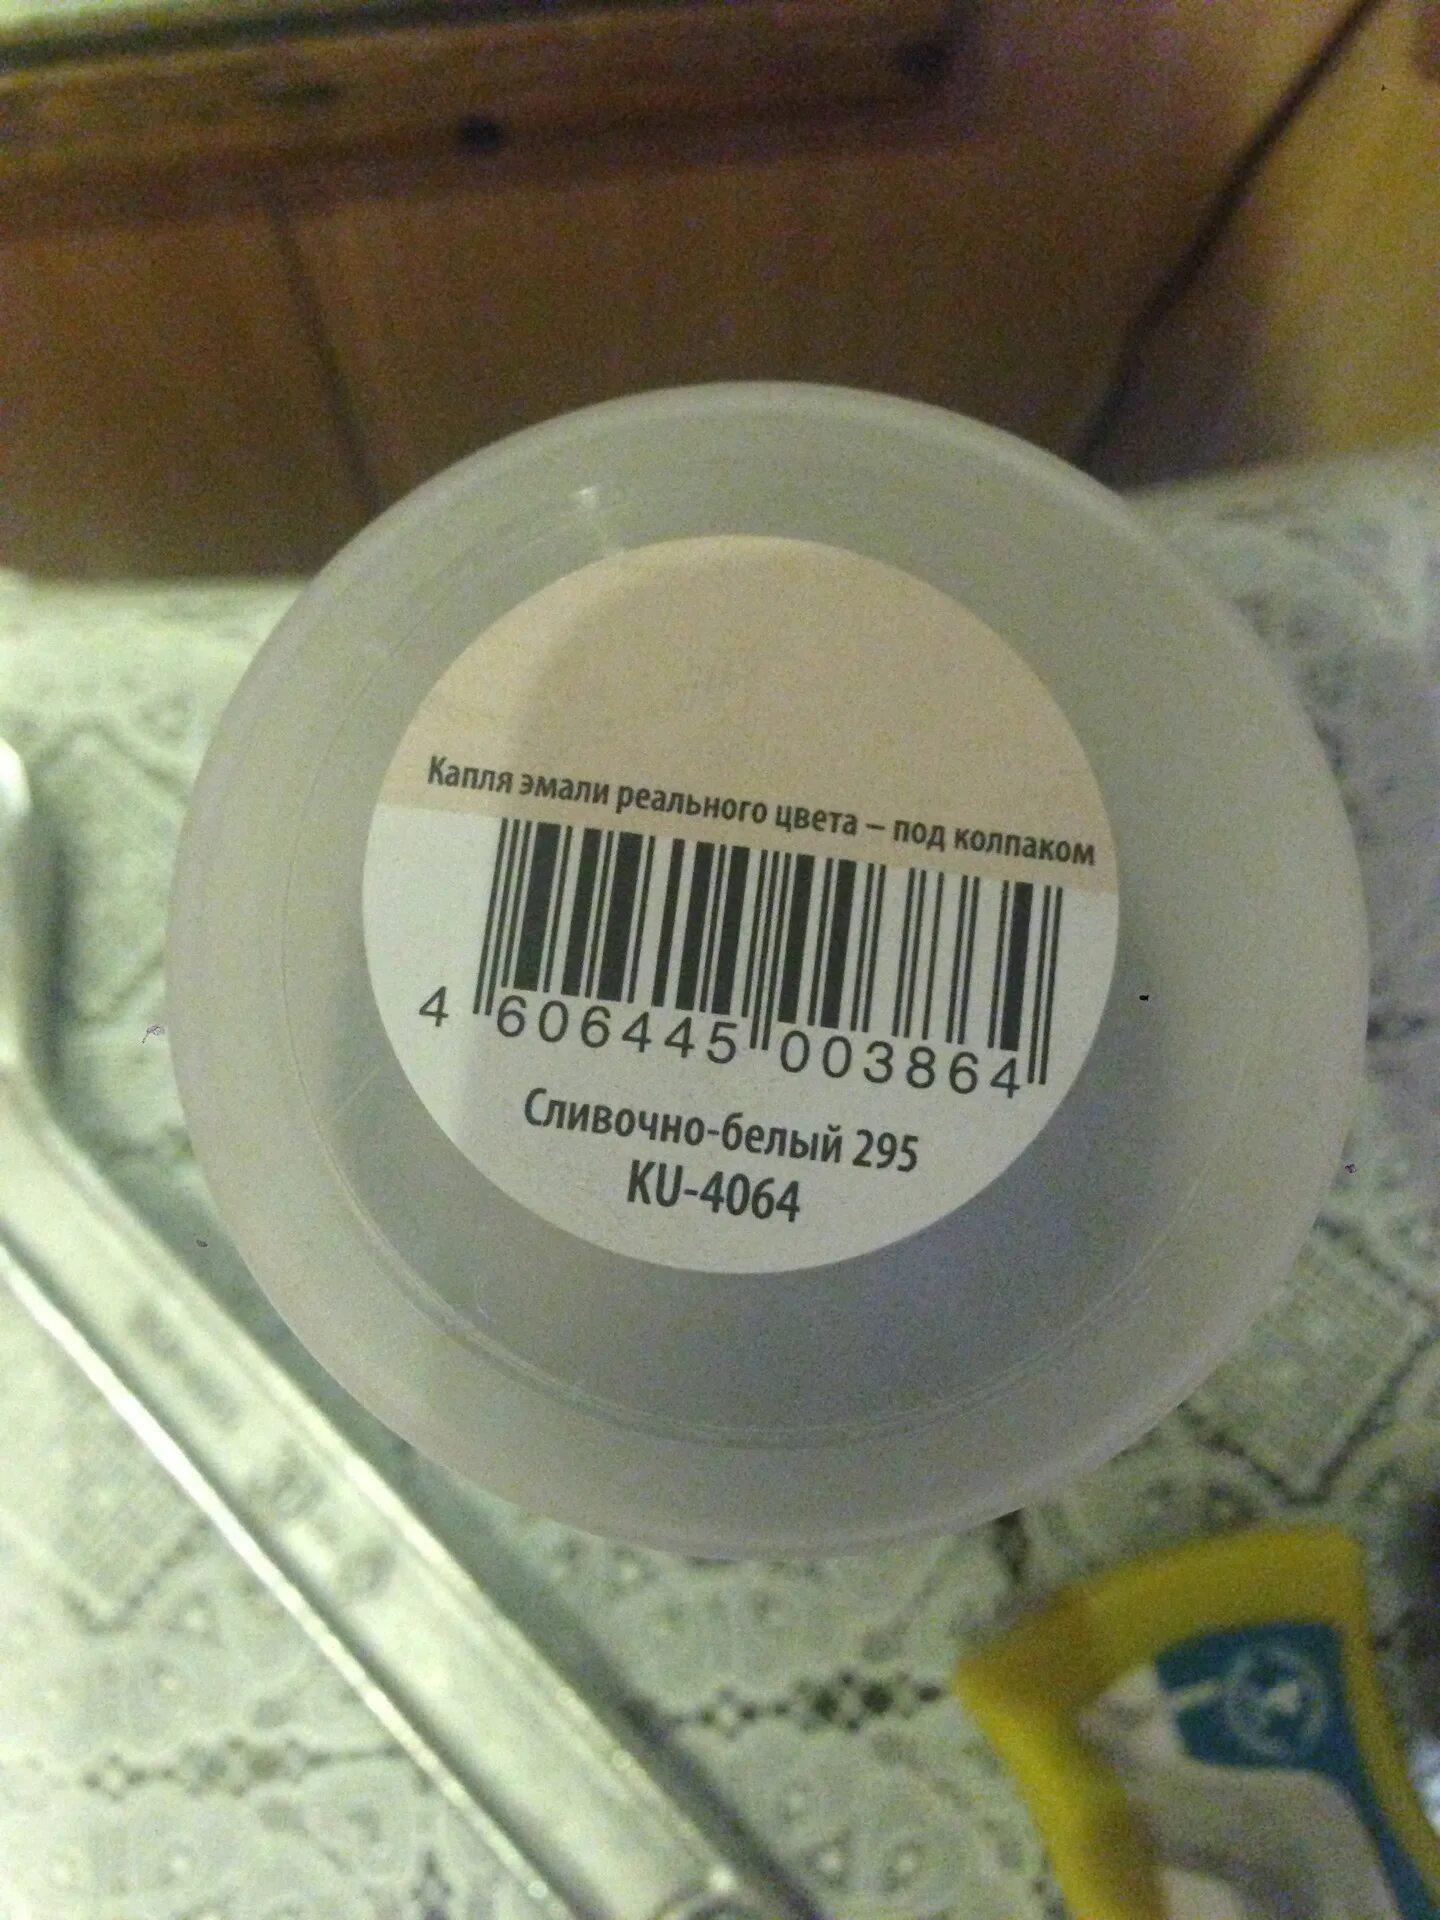 Капля эмали реального цвета – под колпаком
4 606445 003864
Сливочно-белый 295
KU-4064